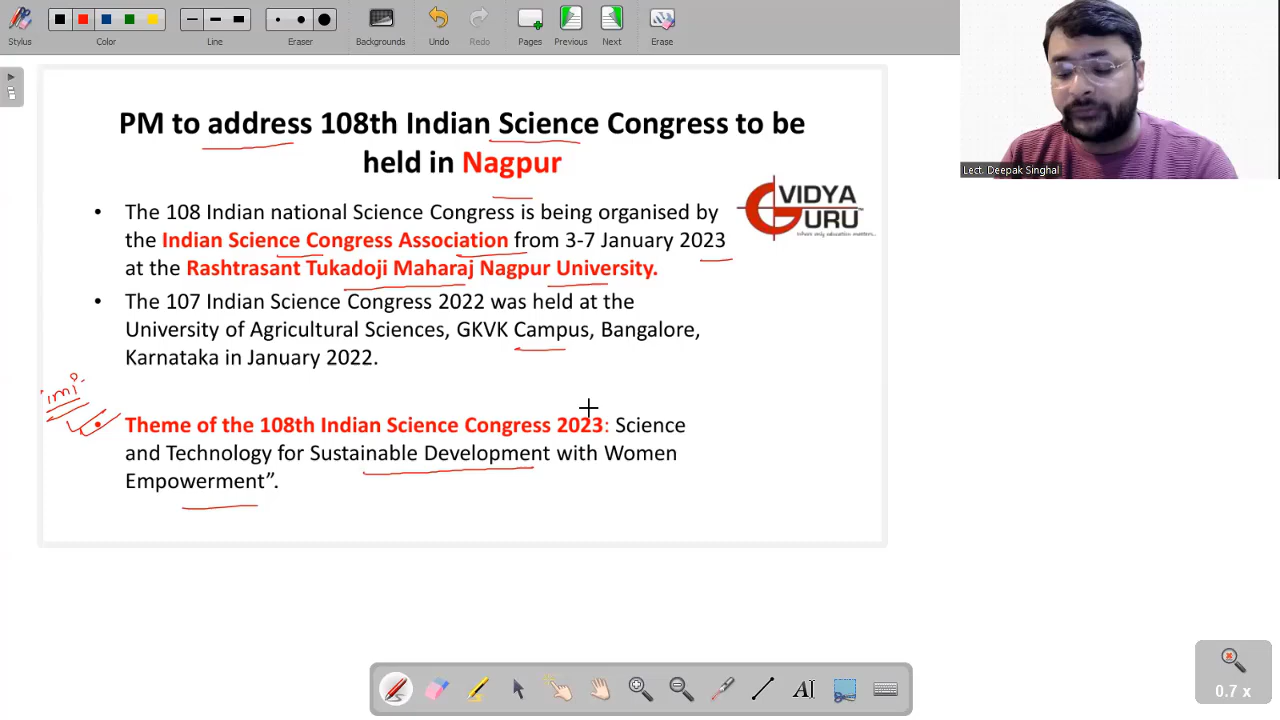 Stylus
Color
Line
Eraser
Backgrounds
Undo
Redo
Pages
Previous
Next
Erase
Lect. Deepak Singhal
PM to address 108th Indian Science Congress to be
held in Nagpur
VIDYA
GURU
• The 108 Indian national Science Congress is being organised by
the Indian Science Congress Association from 3-7 January 2023
at the Rashtrasant Tukadoji Maharaj Nagpur University.
• The 107 Indian Science Congress 2022 was held at the
University of Agricultural Sciences, GKVK Campus, Bangalore,
Karnataka in January 2022.
imp
• Theme of the 108th Indian Science Congress 2023: Science
and Technology for Sustainable Development with Women
Empowerment”.
AI
0.7 x